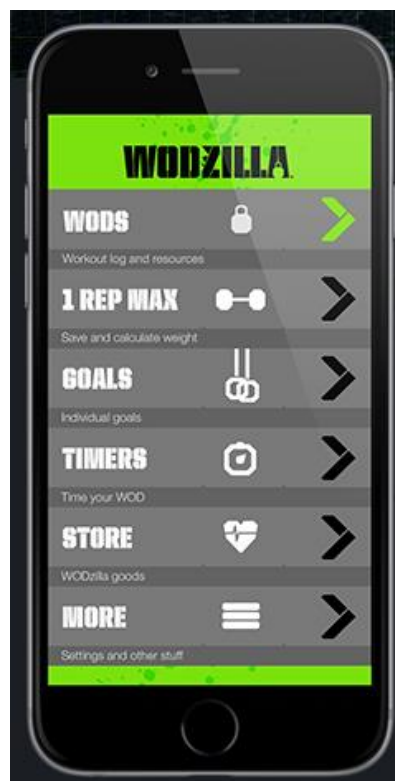 WODZILLA
WODS
Workout log and resources
1 REP MAX
Save and calculate weight
GOALS
Individual goals
TIMERS
Time your WOD
STORE
WODzilla goods
MORE
Settings and other stuff